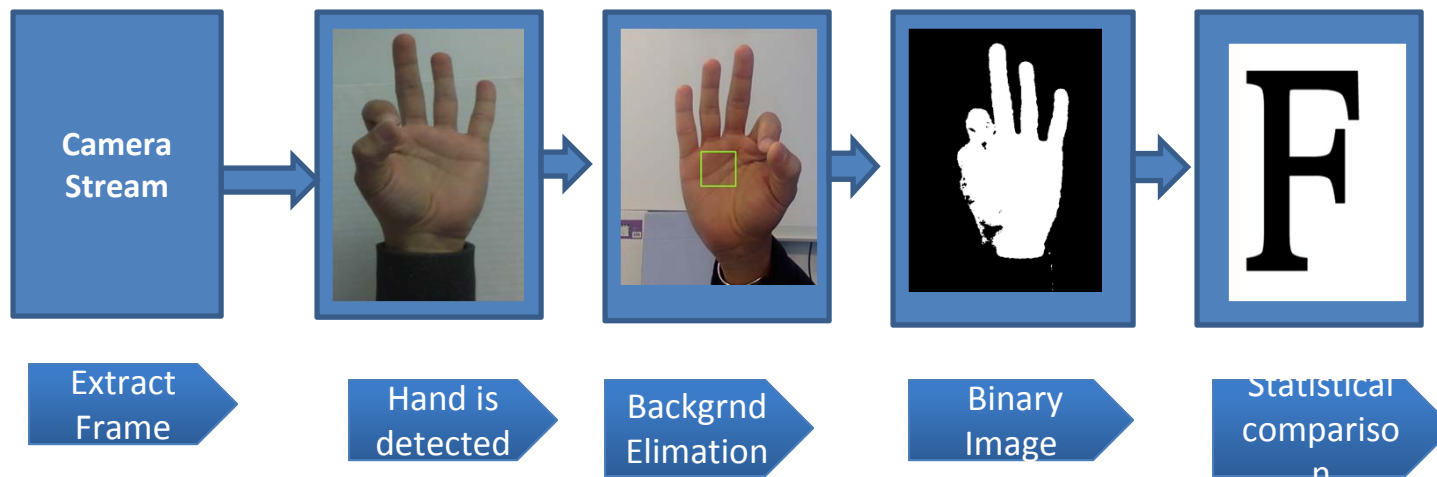 Camera
Stream
F
Extract
Frame
Hand is
detected
Backgrnd
Elimation
Binary
Image
Statistical
compariso
n